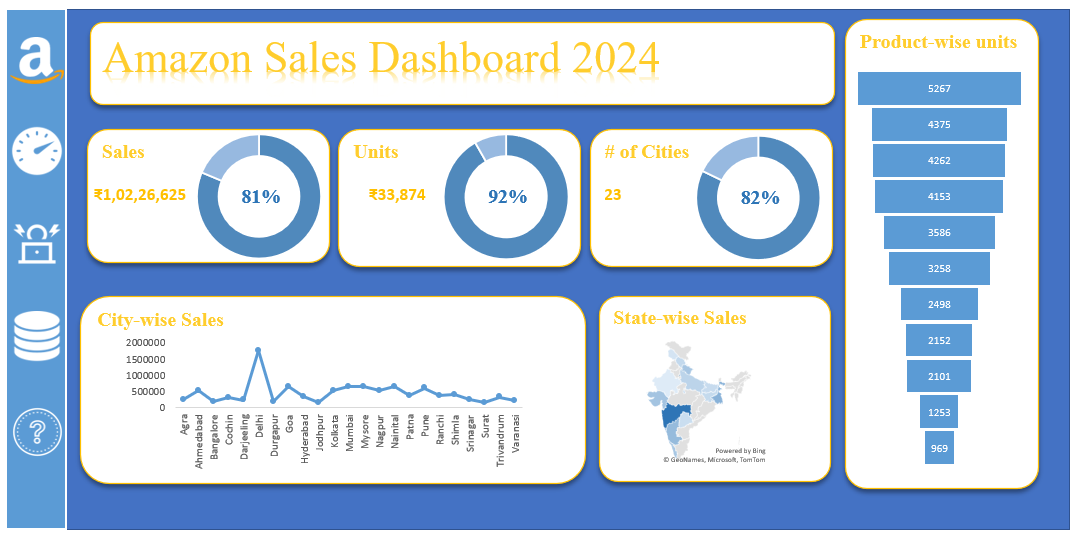 a
Amazon Sales Dashboard 2024
Product-wise units
5267
4375
4262
4153
3586
3258
2498
2152
2101
1253
969
Sales
₹1,02,26,625
81%
Units
₹33,874
92%
# of Cities
23
82%
City-wise Sales
2000000
1500000
1000000
500000
0
Agra
Ahmedabad
Bangalore
Cochin
Darjeeling
Delhi
Durgapur
Goa
Hyderabad
Jodhpur
Kolkata
Mumbai
Mysore
Nagpur
Nainital
Patna
Pune
Ranchi
Shimla
Srinagar
Surat
Trivandrum
Varanasi
State-wise Sales
Powered by Bing
© GeoNames, Microsoft, TomTom
?